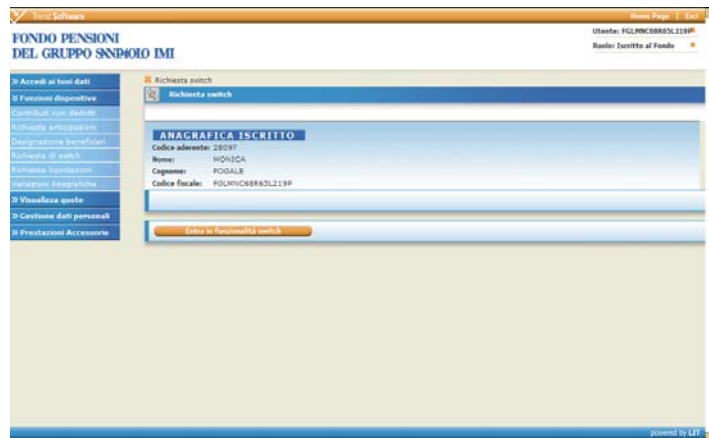 Trend Software
Home Page | Esci
FONDO PENSIONI
DEL GRUPPO SANPAOLO IMI
Utente: FGLMNC68R65L219P
Ruolo: Iscritto al Fondo
Accedi ai tuoi dati
Funzioni dispositive
Contributi non dedotti
Richiesta anticipazioni
Designazione beneficiari
Richiesta di switch
Richiesta liquidazioni
Variazioni Anagrafiche
Visualizza quote
Gestione dati personali
Prestazioni Accessorie
Richiesta switch
Richiesta switch
ANAGRAFICA ISCRITTO
Codice aderente: 28097
Nome: MONICA
Cognome: FOGALE
Codice fiscale: FGLMNC68R65L219P
Entra in funzionalità switch
powered by LIT